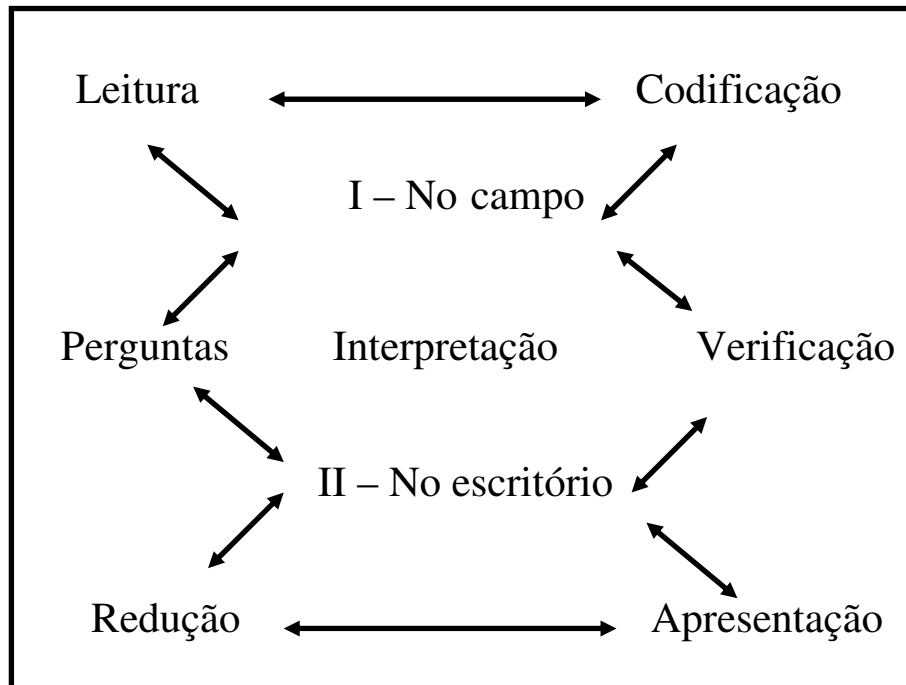 Leitura Codificação
I – No campo
Perguntas Interpretação Verificação
II – No escritório
Redução Apresentação